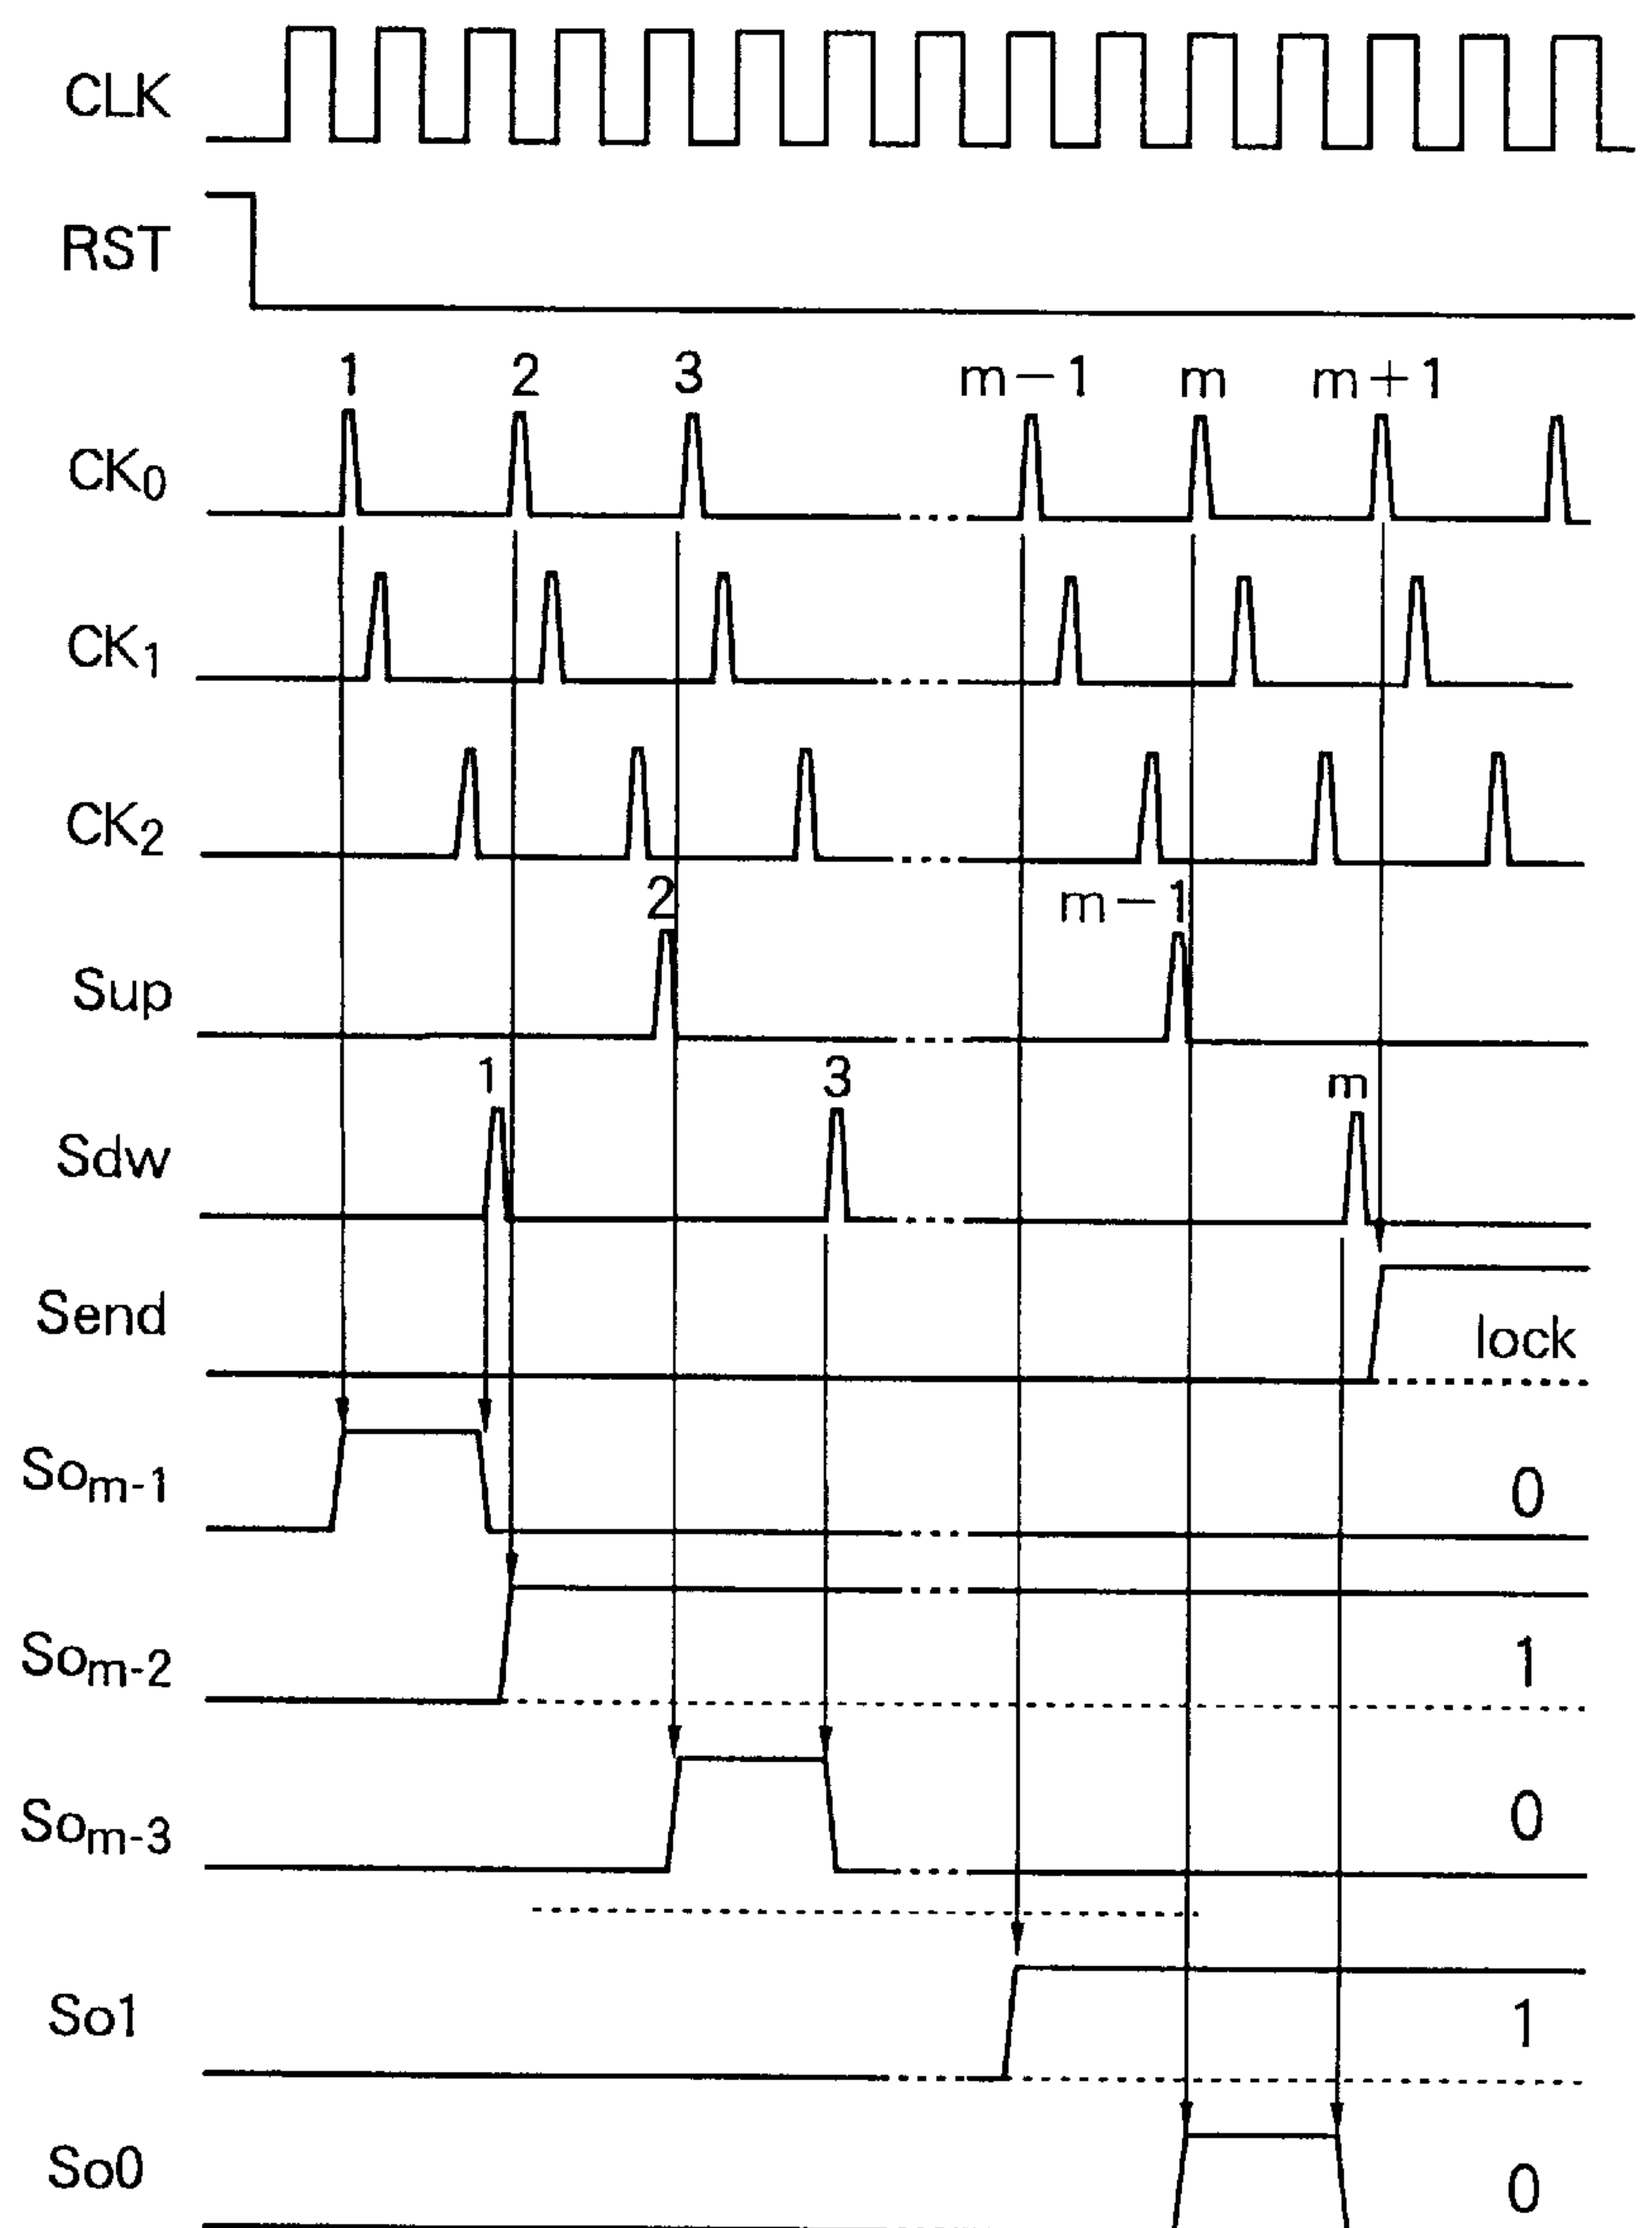 CLK
RST
1 2 3 m-1 m m+1
CK0
CK1
CK2
2 m-1
Sup
1 3 m
Sdw
Send lock
Som-1 0
Som-2 1
Som-3 0
So1 1
So0 0